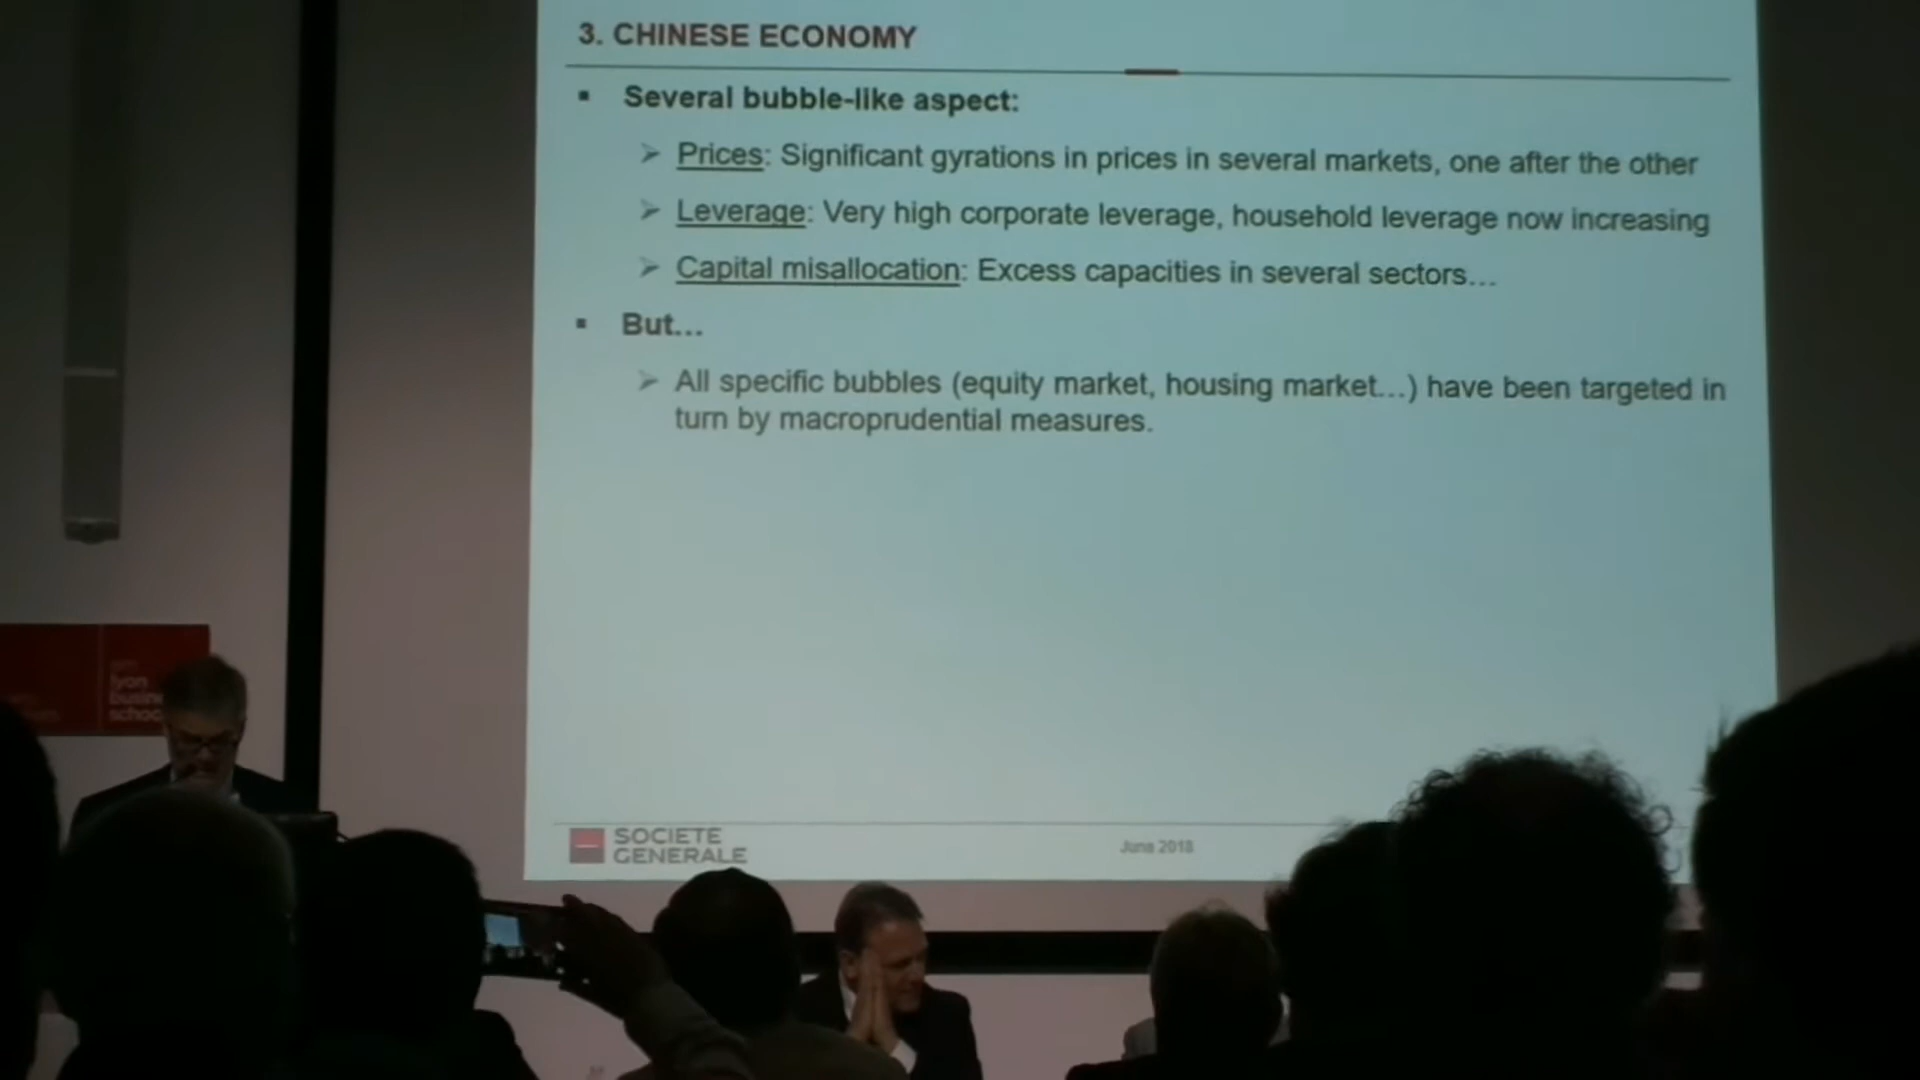 3. CHINESE ECONOMY
Several bubble-like aspect:
Prices: Significant gyrations in prices in several markets, one after the other
Leverage: Very high corporate leverage, household leverage now increasing
Capital misallocation: Excess capacities in several sectors...
But...
All specific bubbles (equity market, housing market...) have been targeted in
turn by macroprudential measures.
SOCIETE
GENERALE
June 2018
lyon